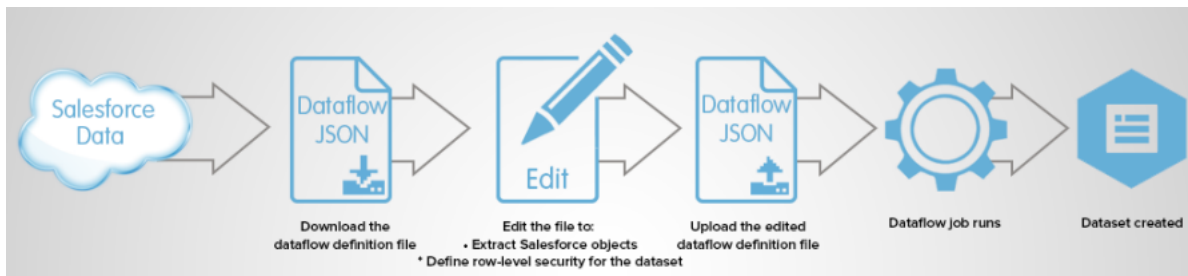 Salesforce
Data
Dataflow
JSON
Download the
dataflow definition file
Edit
Edit the file to:
• Extract Salesforce objects
* Define row-level security for the dataset
Dataflow
JSON
Upload the edited
dataflow definition file
Dataflow job runs
Dataset created